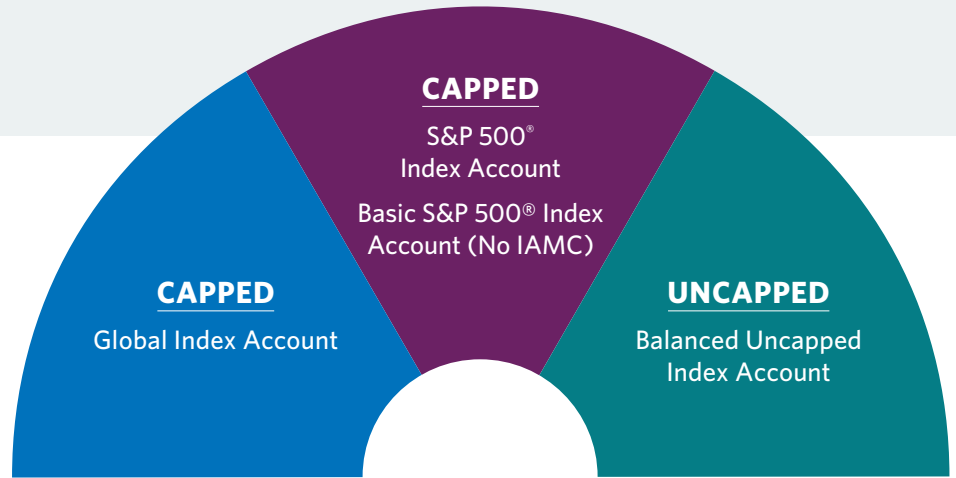 CAPPED
Global Index Account
CAPPED
S&P 500®
Index Account
Basic S&P 500® Index
Account (No IAMC)
UNCAPPED
Balanced Uncapped
Index Account